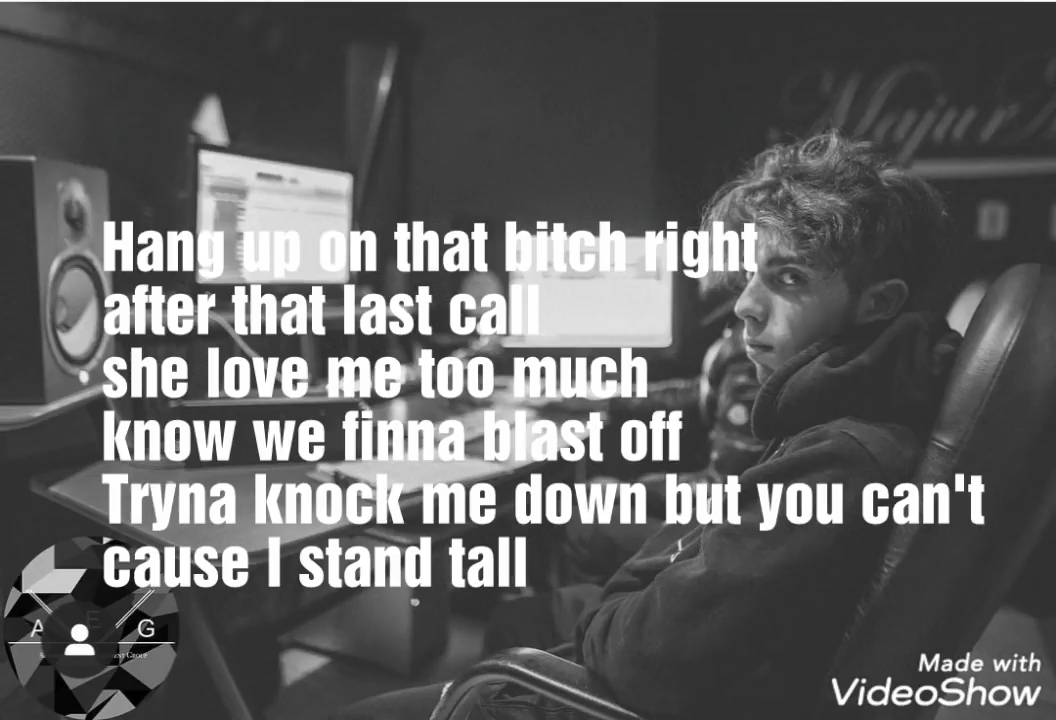 Hang up on that bitch right
after that last call
she love me too much
know we finna blast off
Tryna knock me down but you can't
cause I stand tall
A E G
Made with
VideoShow